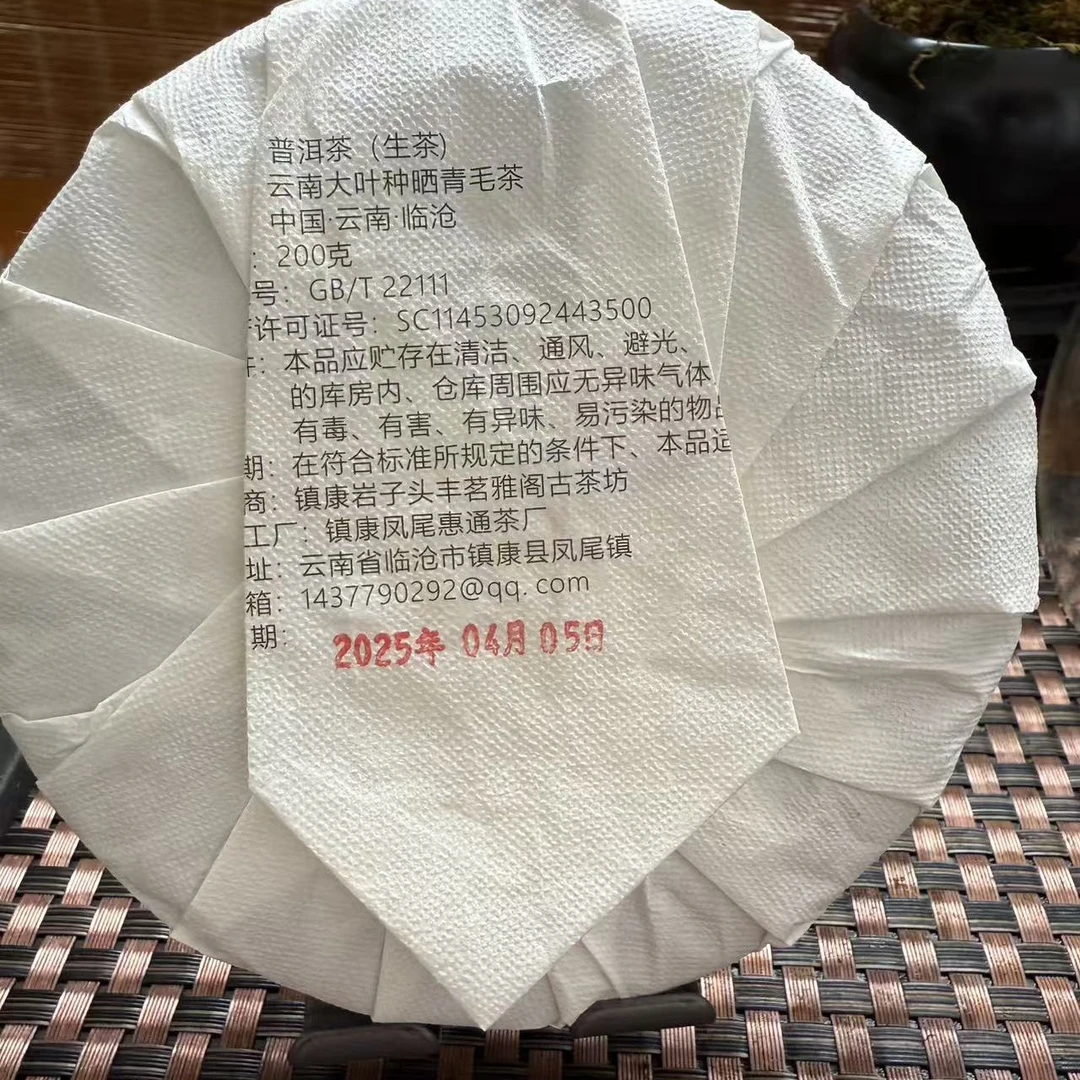 普洱茶（生茶)
云南大叶种晒青毛茶
中国·云南·临沧
：200克
号：GB/T 22111
许可证号：SC11453092443500
：本品应贮存在清洁、通风、避光、
的库房内、仓库周围应无异味气体
有毒、有害、有异味、易污染的物品
期：在符合标准所规定的条件下、本品适
商：镇康岩子头丰茗雅阁古茶坊
工厂：镇康凤尾惠通茶厂
址：云南省临沧市镇康县凤尾镇
箱：1437790292@qq. com
期：2025年 04月 05日